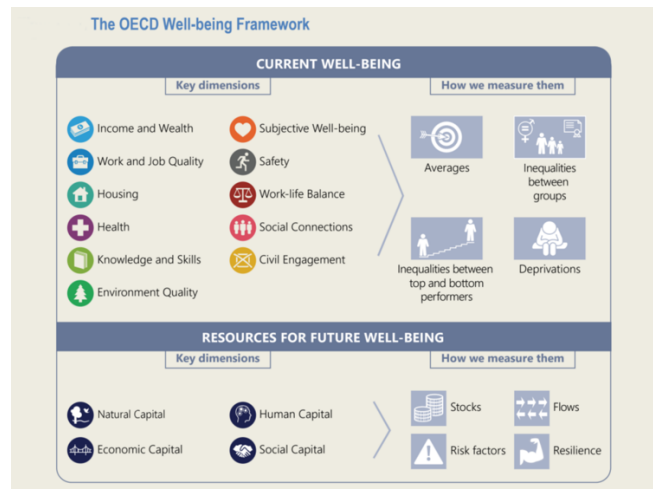 The OECD Well-being Framework
CURRENT WELL-BEING
Key dimensions
How we measure them
Income and Wealth
Subjective Well-being
Work and Job Quality
Safety
Housing
Work-life Balance
Health
Social Connections
Knowledge and Skills
Civil Engagement
Environment Quality
Averages
Inequalities
between
groups
Inequalities between
top and bottom
performers
Deprivations
RESOURCES FOR FUTURE WELL-BEING
Key dimensions
How we measure them
Natural Capital
Human Capital
Economic Capital
Social Capital
Stocks
Flows
Risk factors
Resilience